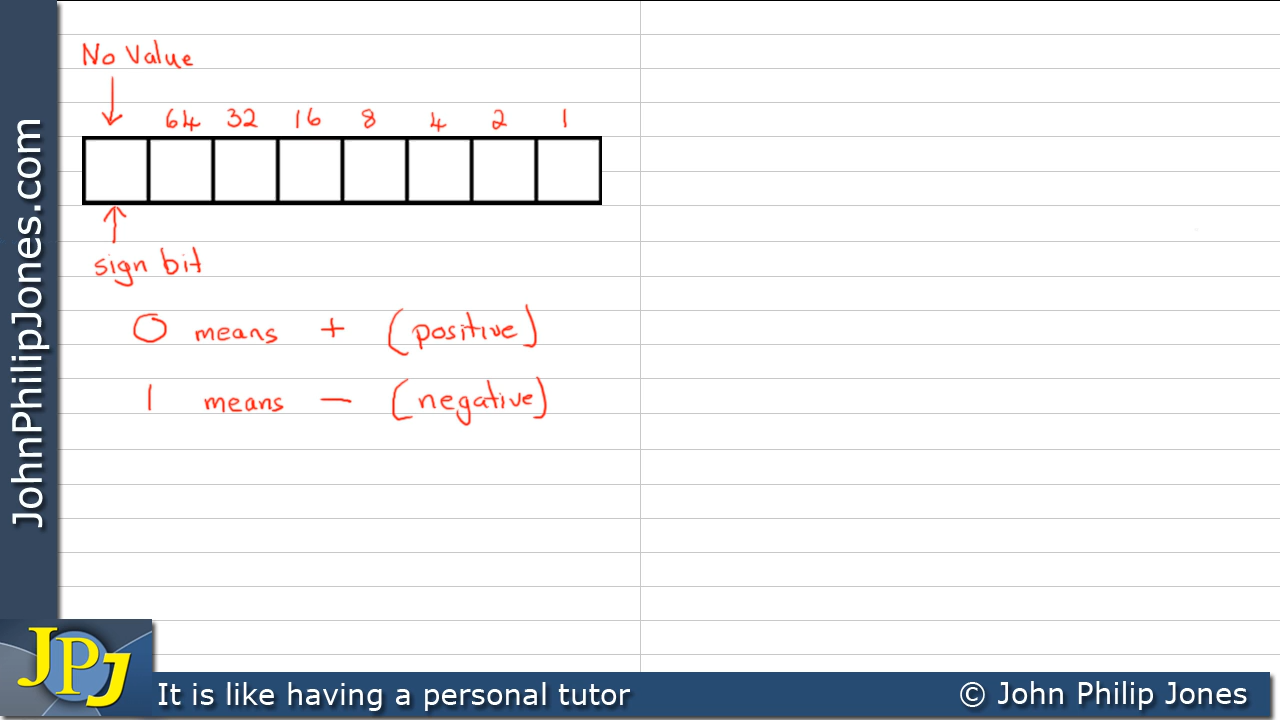 No Value
64 32 16 8 4 2 1
sign bit
0 means + (positive)
1 means - (negative)
JohnPhilipJones.com
JPJ
It is like having a personal tutor
© John Philip Jones